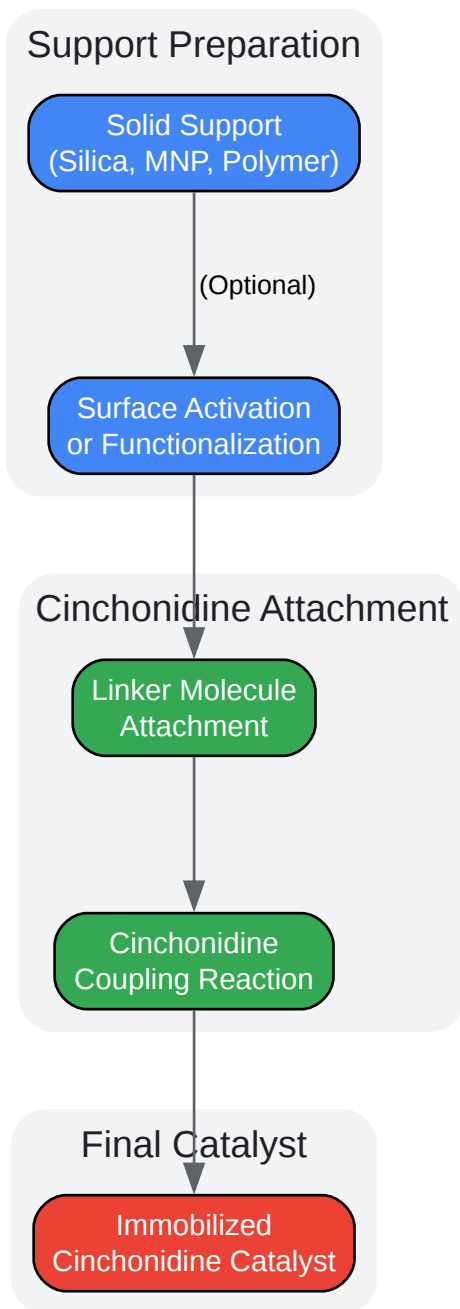 Support Preparation
Solid Support
(Silica, MNP, Polymer)
(Optional)
Surface Activation
or Functionalization
Cinchonidine Attachment
Linker Molecule
Attachment
Cinchonidine
Coupling Reaction
Final Catalyst
Immobilized
Cinchonidine Catalyst